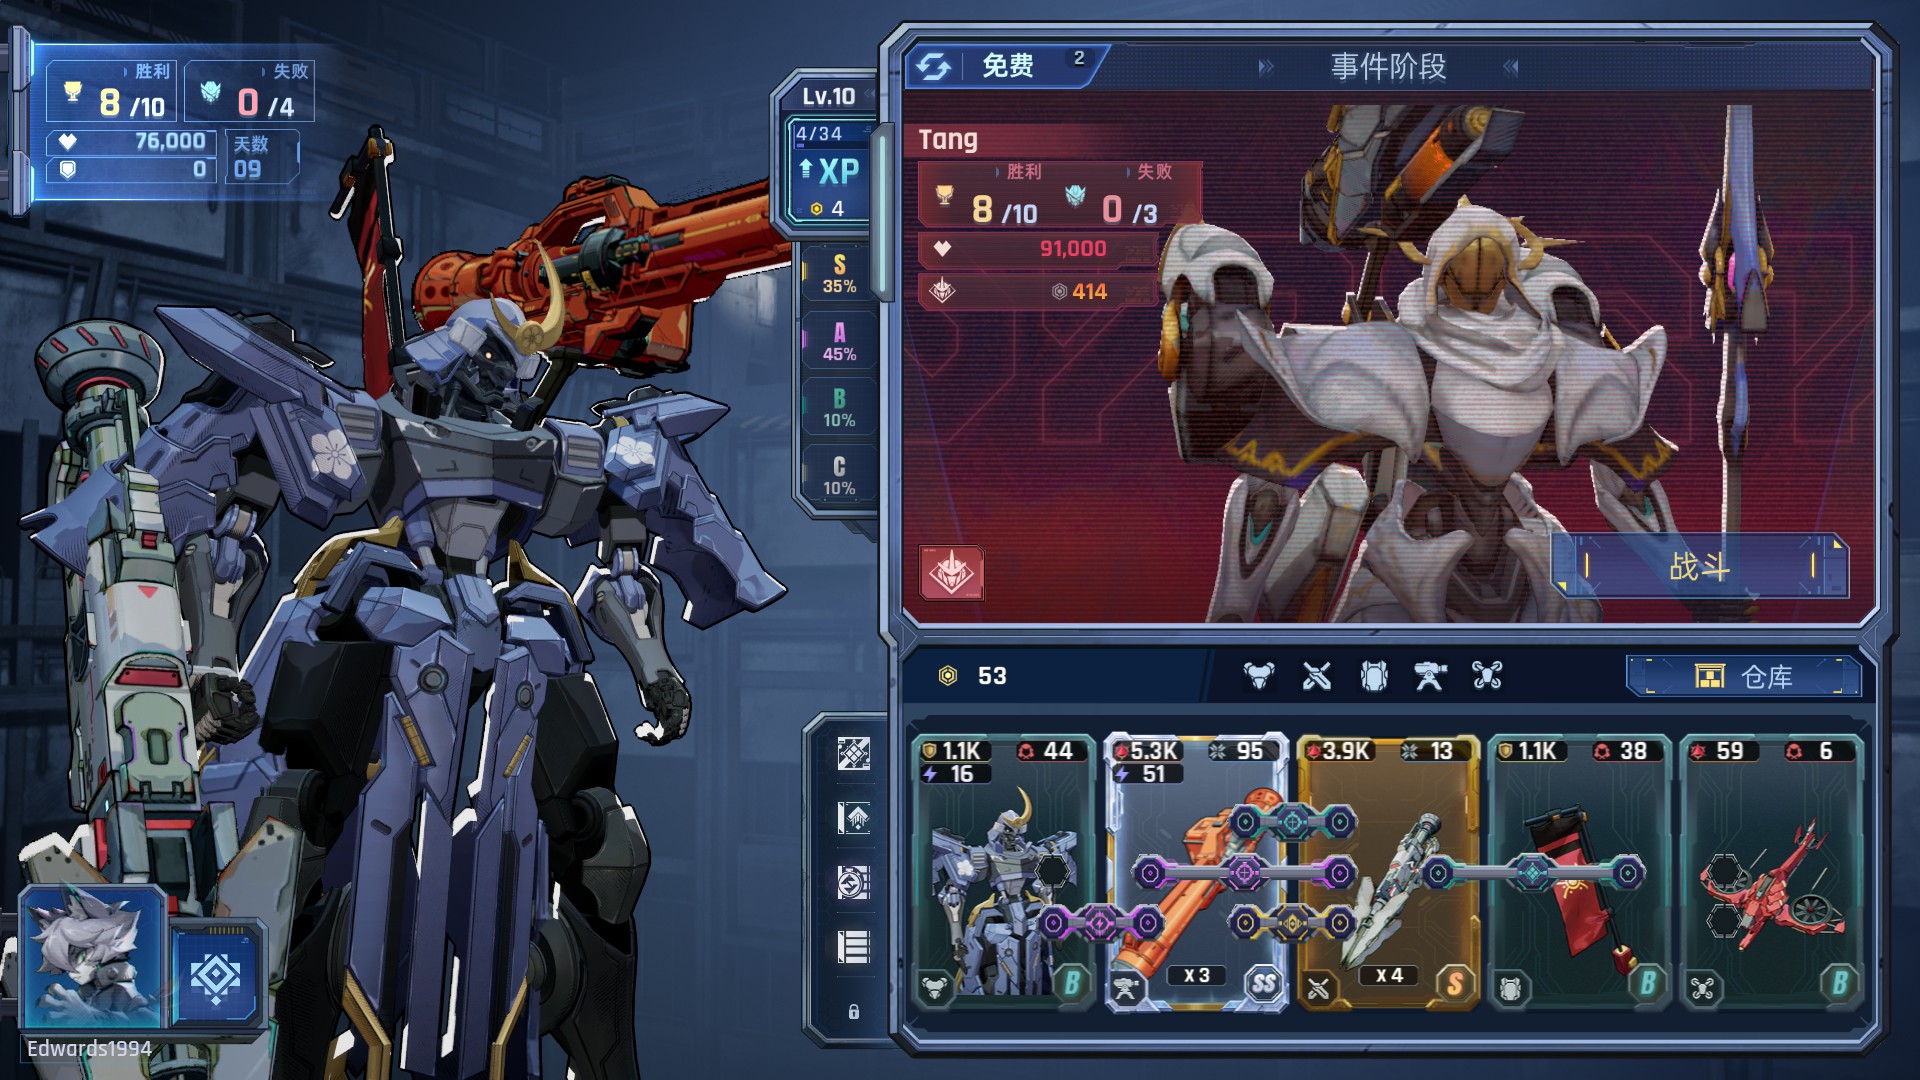 胜利
8/10
失败
0/4
76,000
0
天数
09
Lv.10
4/34
XP
4
S
35%
A
45%
B
10%
C
10%
免费
2
事件阶段
Tang
胜利
8/10
失败
0/3
91,000
414
战斗
53
仓库
1.1K
44
16
B
5.3K
95
51
x3
SS
3.9K
13
x4
S
1.1K
38
B
59
6
B
Edwards1994